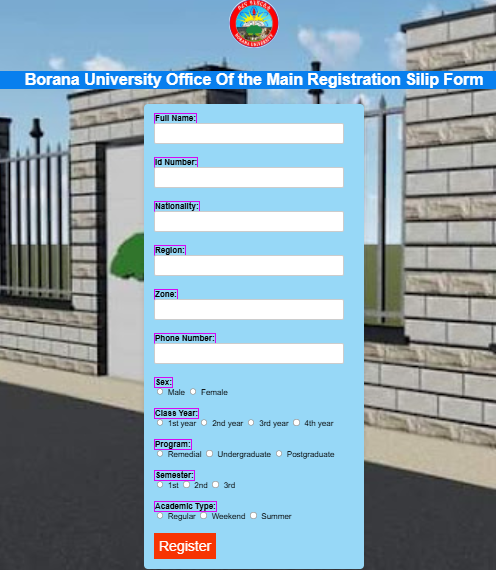 BORANA UNIVERSITY
Borana University Office Of the Main Registration Silip Form
Full Name:
Id Number:
Nationality:
Region:
Zone:
Phone Number:
Sex:
Male Female
Class Year:
1st year 2nd year 3rd year 4th year
Program:
Remedial Undergraduate Postgraduate
Semester:
1st 2nd 3rd
Academic Type:
Regular Weekend Summer
Register